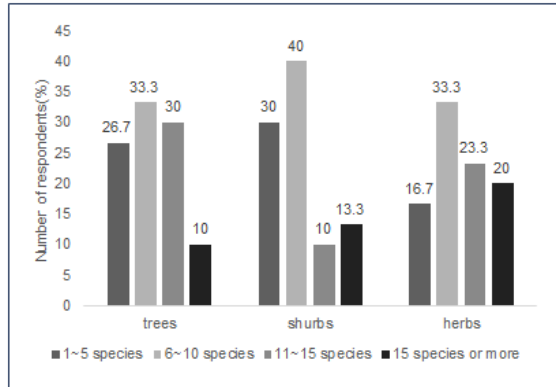 Number of respondents(%)
45
40
35
30
25
20
15
10
5
0
26.7
33.3
30
10
30
40
10
13.3
16.7
33.3
23.3
20
trees
shurbs
herbs
1~5 species
6~10 species
11~15 species
15 species or more